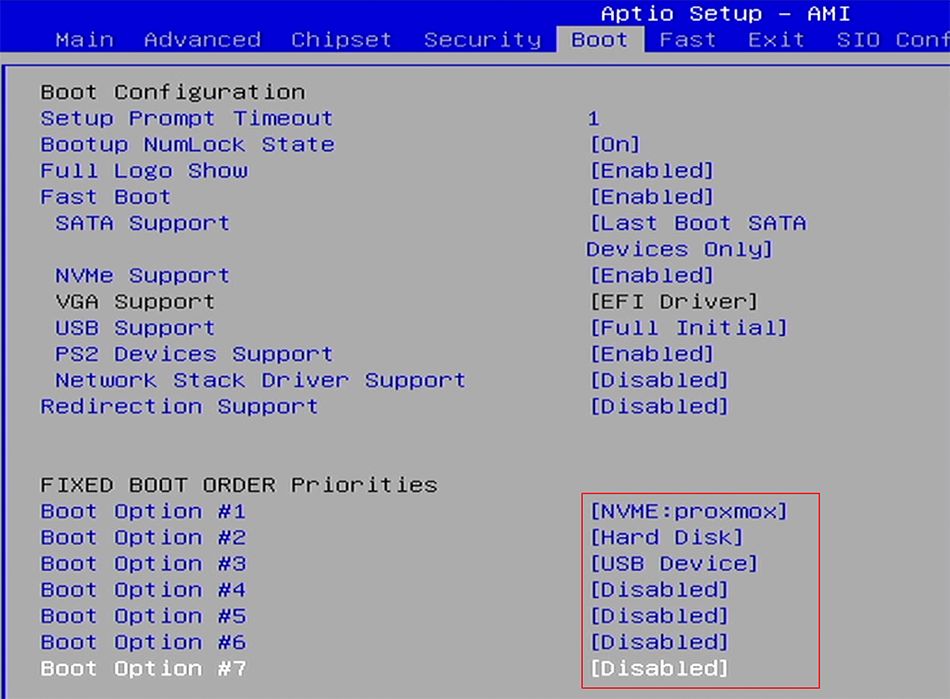 Aptio Setup - AMI
Main Advanced Chipset Security Boot Fast Exit SIO Conf
Boot Configuration
Setup Prompt Timeout 1
Bootup NumLock State [On]
Full Logo Show [Enabled]
Fast Boot [Enabled]
SATA Support [Last Boot SATA
Devices Only]
NVMe Support [Enabled]
VGA Support [EFI Driver]
USB Support [Full Initial]
PS2 Devices Support [Enabled]
Network Stack Driver Support [Disabled]
Redirection Support [Disabled]
FIXED BOOT ORDER Priorities
Boot Option #1 [NVME:proxmox]
Boot Option #2 [Hard Disk]
Boot Option #3 [USB Device]
Boot Option #4 [Disabled]
Boot Option #5 [Disabled]
Boot Option #6 [Disabled]
Boot Option #7 [Disabled]